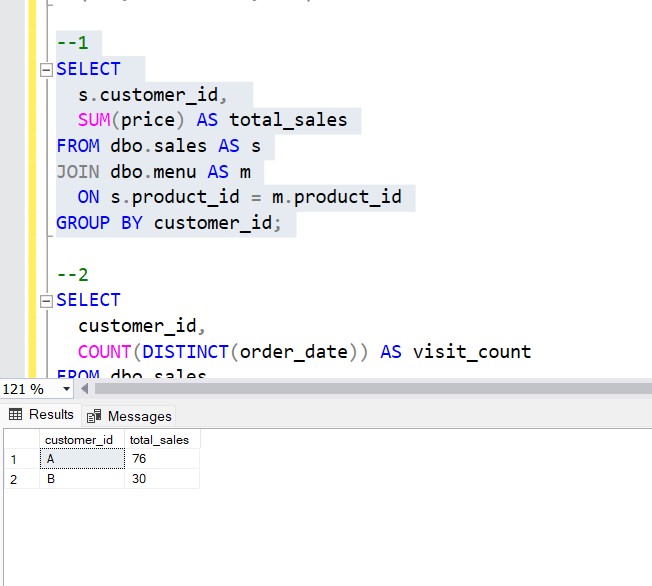 --1
SELECT
s.customer_id,
SUM(price) AS total_sales
FROM dbo.sales AS s
JOIN dbo.menu AS m
ON s.product_id = m.product_id
GROUP BY customer_id;
--2
SELECT
customer_id,
COUNT(DISTINCT(order_date)) AS visit_count
FROM dbo.sales
121 %
Results Messages
customer_id total_sales
1 A 76
2 B 30